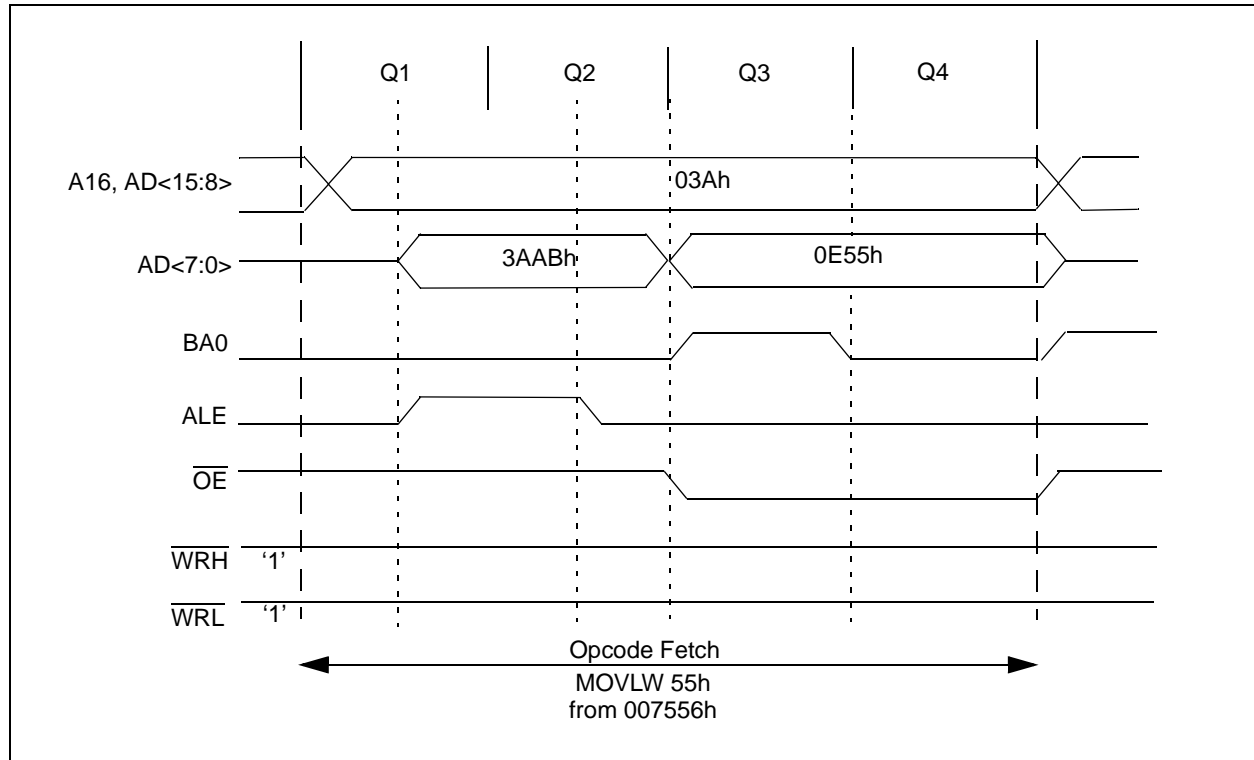 Q1 Q2 Q3 Q4
A16, AD<15:8> 03Ah
AD<7:0> 3AABh 0E55h
BA0
ALE
OE
WRH ‘1’
WRL ‘1’
Opcode Fetch
MOVLW 55h
from 007556h